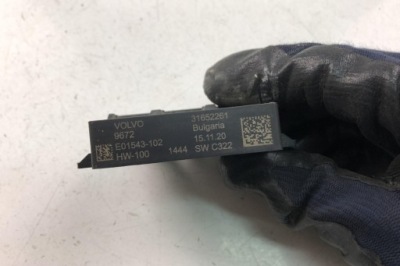 VOLVO 31652261
9672 Bulgaria
E01543-102 15.11.20
HW-100 1444 SW C322